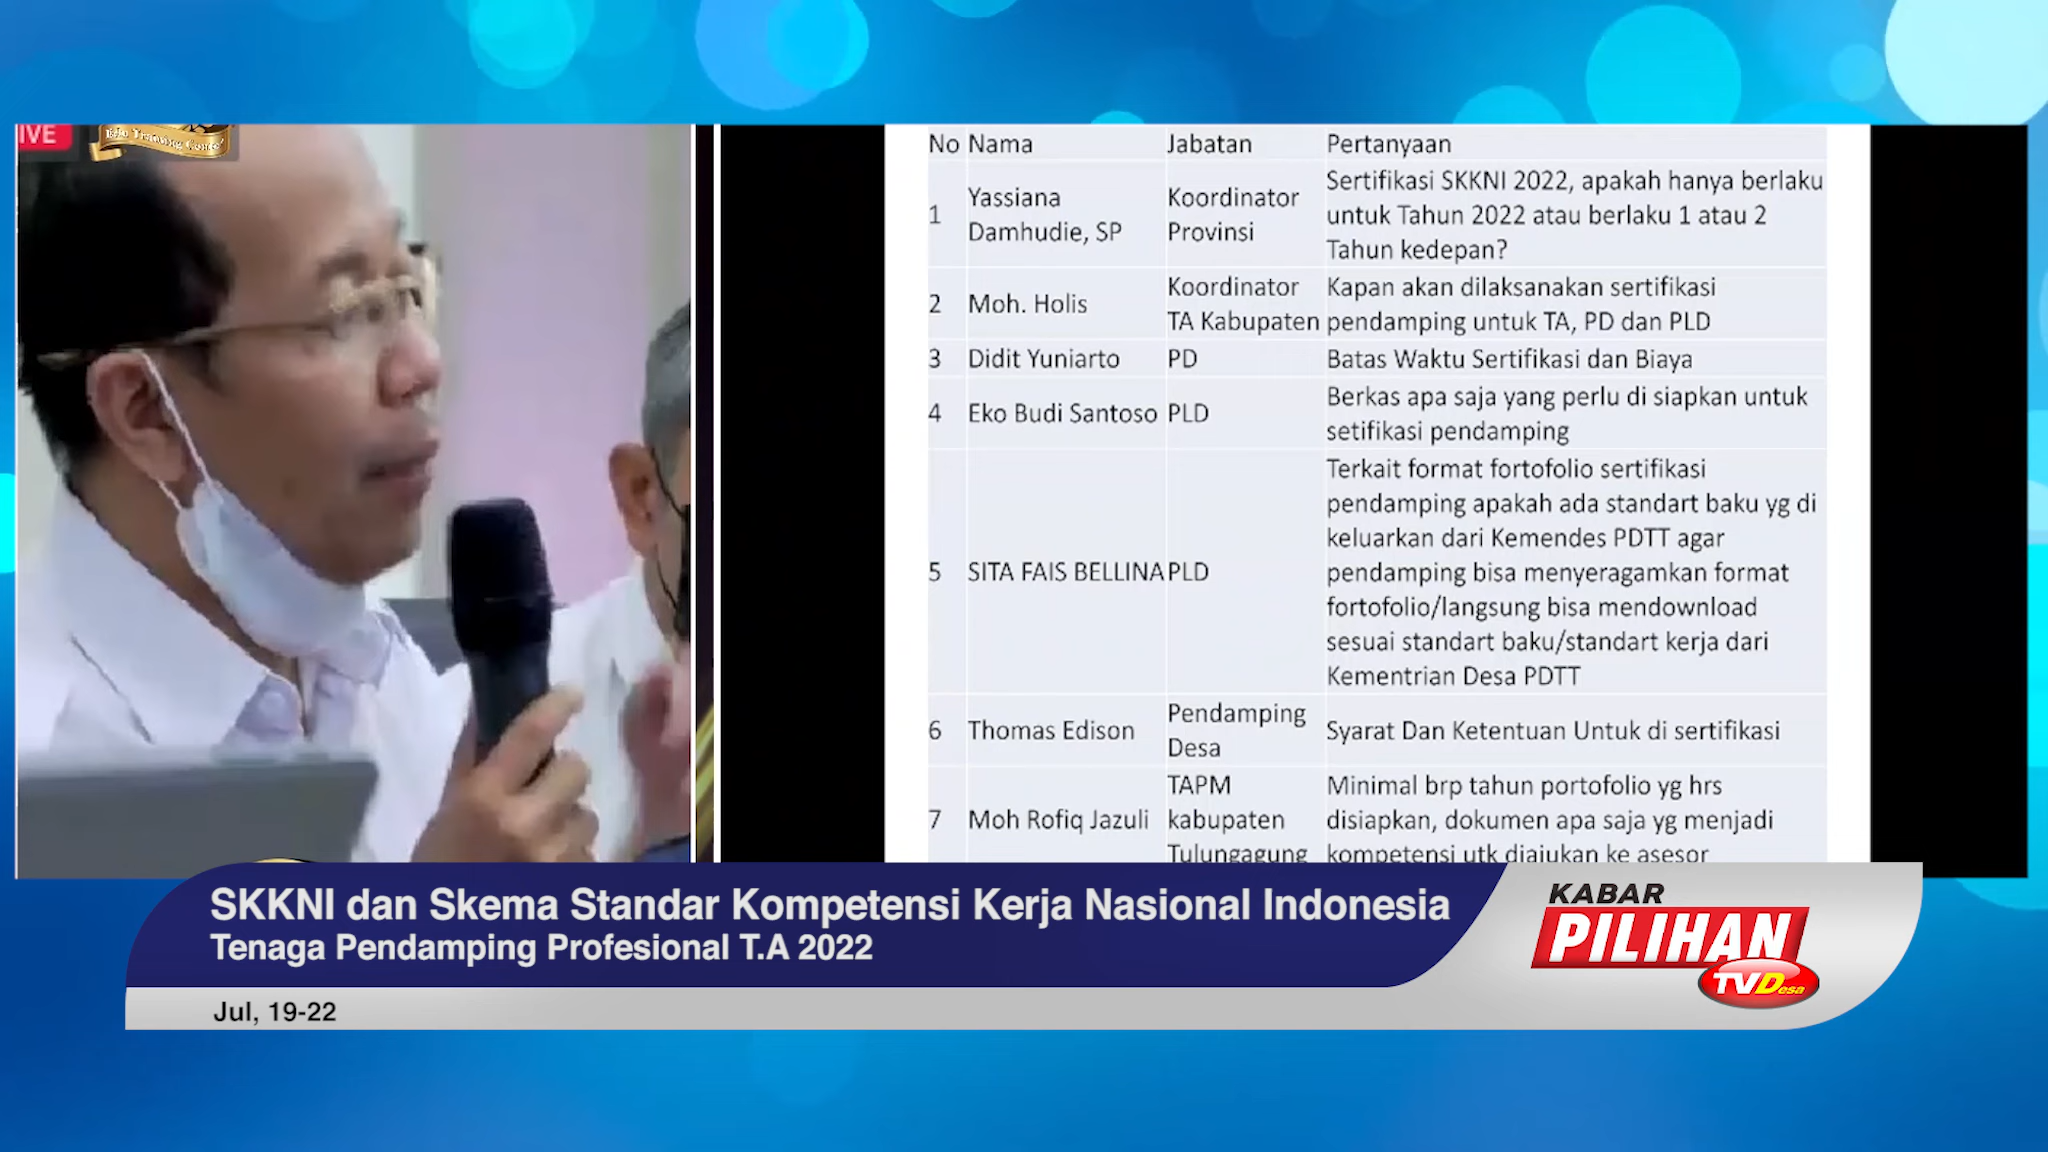 IVE
No Nama Jabatan Pertanyaan
1 Yassiana Damhudie, SP Koordinator Provinsi Sertifikasi SKKNI 2022, apakah hanya berlaku
untuk Tahun 2022 atau berlaku 1 atau 2
Tahun kedepan?
2 Moh. Holis Koordinator TA Kabupaten Kapan akan dilaksanakan sertifikasi
pendamping untuk TA, PD dan PLD
3 Didit Yuniarto PD Batas Waktu Sertifikasi dan Biaya
4 Eko Budi Santoso PLD Berkas apa saja yang perlu di siapkan untuk
setifikasi pendamping
5 SITA FAIS BELLINA PLD Terkait format fortofolio sertifikasi
pendamping apakah ada standart baku yg di
keluarkan dari Kemendes PDTT agar
pendamping bisa menyeragamkan format
fortofolio/langsung bisa mendownload
sesuai standart baku/standart kerja dari
Kementrian Desa PDTT
6 Thomas Edison Pendamping Desa Syarat Dan Ketentuan Untuk di sertifikasi
7 Moh Rofiq Jazuli TAPM kabupaten Tulungagung Minimal brp tahun portofolio yg hrs
disiapkan, dokumen apa saja yg menjadi
kompetensi utk diajukan ke asesor
SKKNI dan Skema Standar Kompetensi Kerja Nasional Indonesia
Tenaga Pendamping Profesional T.A 2022
Jul, 19-22
KABAR
PILIHAN
TVDesa